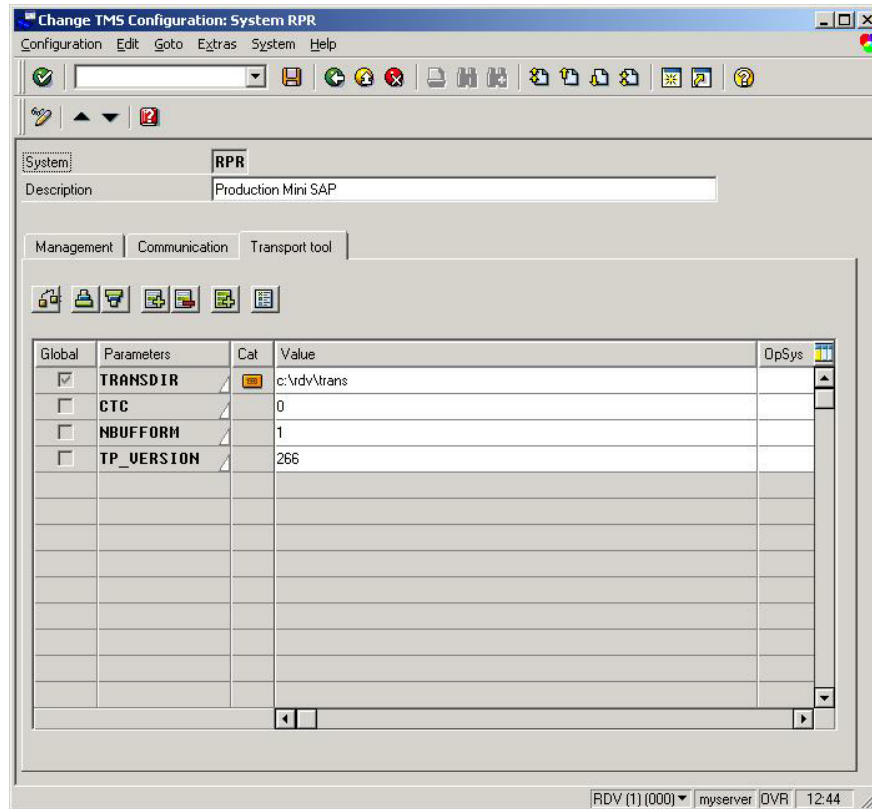 Change TMS Configuration: System RPR
Configuration Edit Goto Extras System Help
System RPR
Description Production Mini SAP
Management Communication Transport tool
Global Parameters Cat Value OpSys
TRANSDIR c:\rdv\trans
CTC 0
NBUFFORM 1
TP_VERSION 266
RDV (1) (000) myserver OVR 12:44